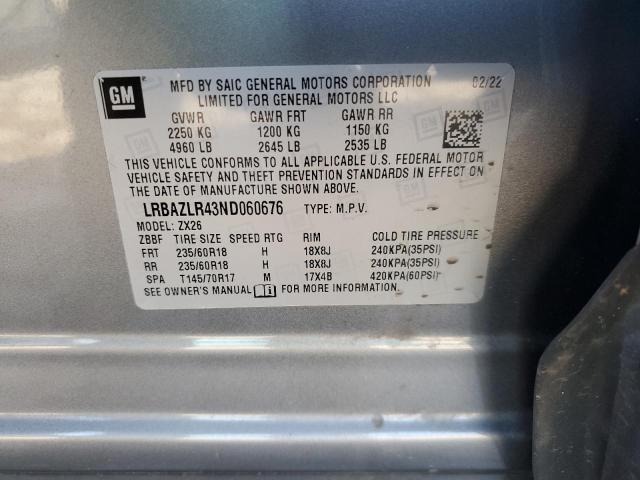 GM
MFD BY SAIC GENERAL MOTORS CORPORATION 02/22
LIMITED FOR GENERAL MOTORS LLC
GVWR GAWR FRT GAWR RR
2250 KG 1200 KG 1150 KG
4960 LB 2645 LB 2535 LB
THIS VEHICLE CONFORMS TO ALL APPLICABLE U.S. FEDERAL MOTOR
VEHICLE SAFETY AND THEFT PREVENTION STANDARDS IN EFFECT ON
THE DATE OF MANUFACTURE SHOWN ABOVE.
LRBAZLR43ND060676 TYPE: M.P.V.
MODEL: ZX26
ZBBF TIRE SIZE SPEED RTG RIM COLD TIRE PRESSURE
FRT 235/60R18 H 18X8J 240KPA(35PSI)
RR 235/60R18 H 18X8J 240KPA(35PSI)
SPA T145/70R17 M 17X4B 420KPA(60PSI)
SEE OWNER'S MANUAL FOR MORE INFORMATION.